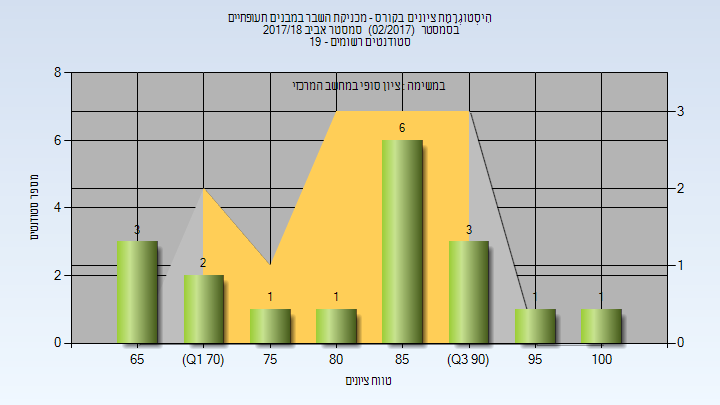 היסטוגרמת ציונים בקורס - מכניקת השבר במבנים תעופתיים
בסמסטר (02/2017) סמסטר אביב 2017/18
סטודנטים רשומים - 19
במשימה : ציון סופי במחשב המרכזי
מספר סטודנטים
8
6
4
2
0
3
2
1
0
3
2
1
1
6
3
1
1
65
(Q1 70)
75
80
85
(Q3 90)
95
100
טווח ציונים